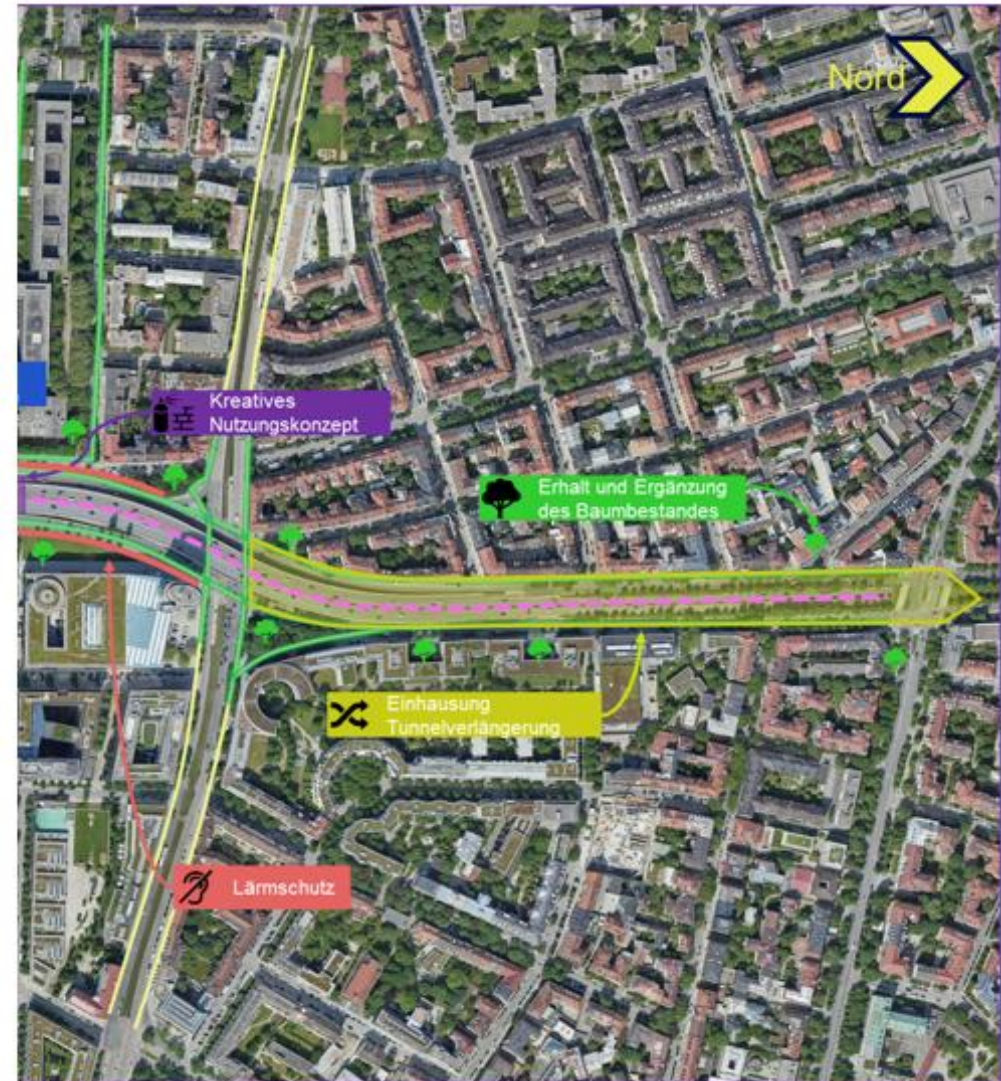 Nord
Kreatives
Nutzungskonzept
Erhalt und Ergänzung
des Baumbestandes
Einhausung
Tunnelverlängerung
Lärmschutz